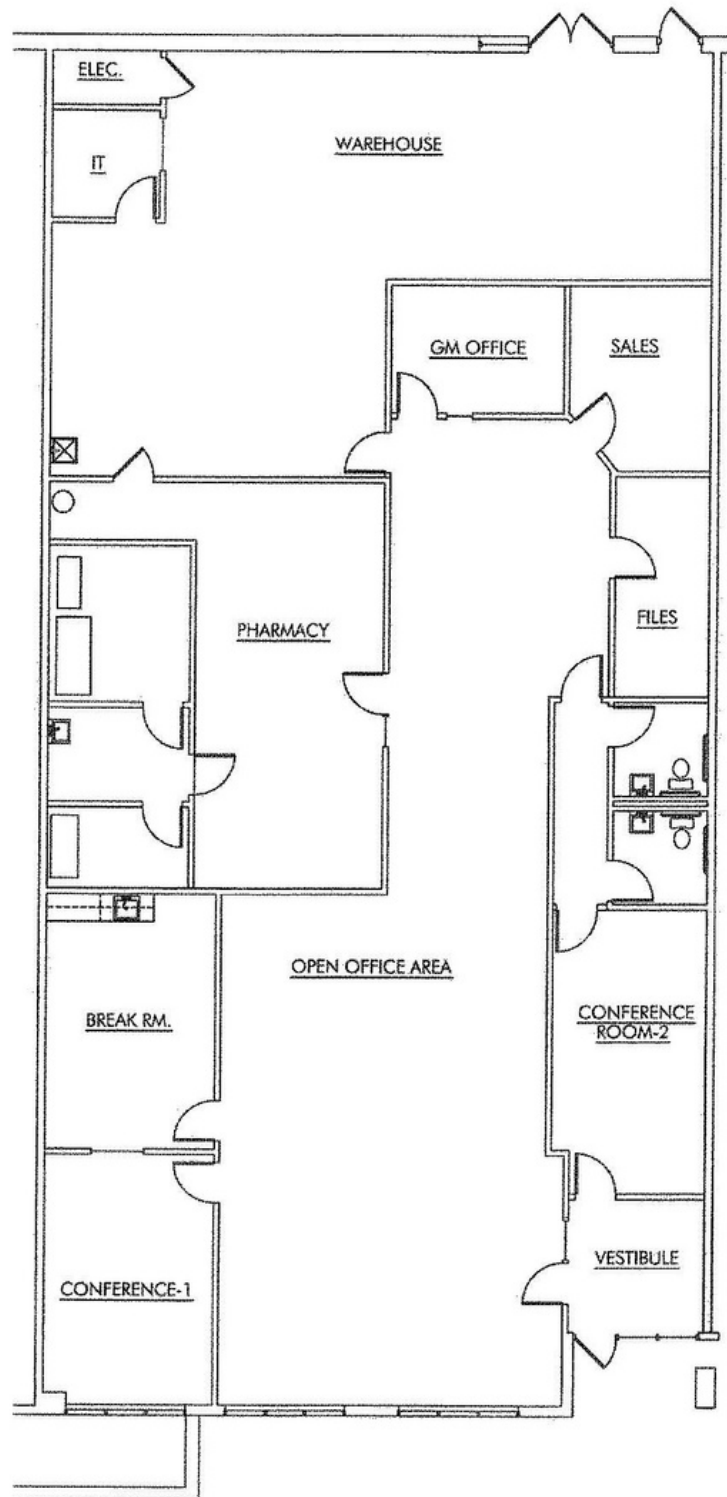 ELEC.
IT
WAREHOUSE
GM OFFICE
SALES
PHARMACY
FILES
OPEN OFFICE AREA
BREAK RM.
CONFERENCE
ROOM-2
VESTIBULE
CONFERENCE-1